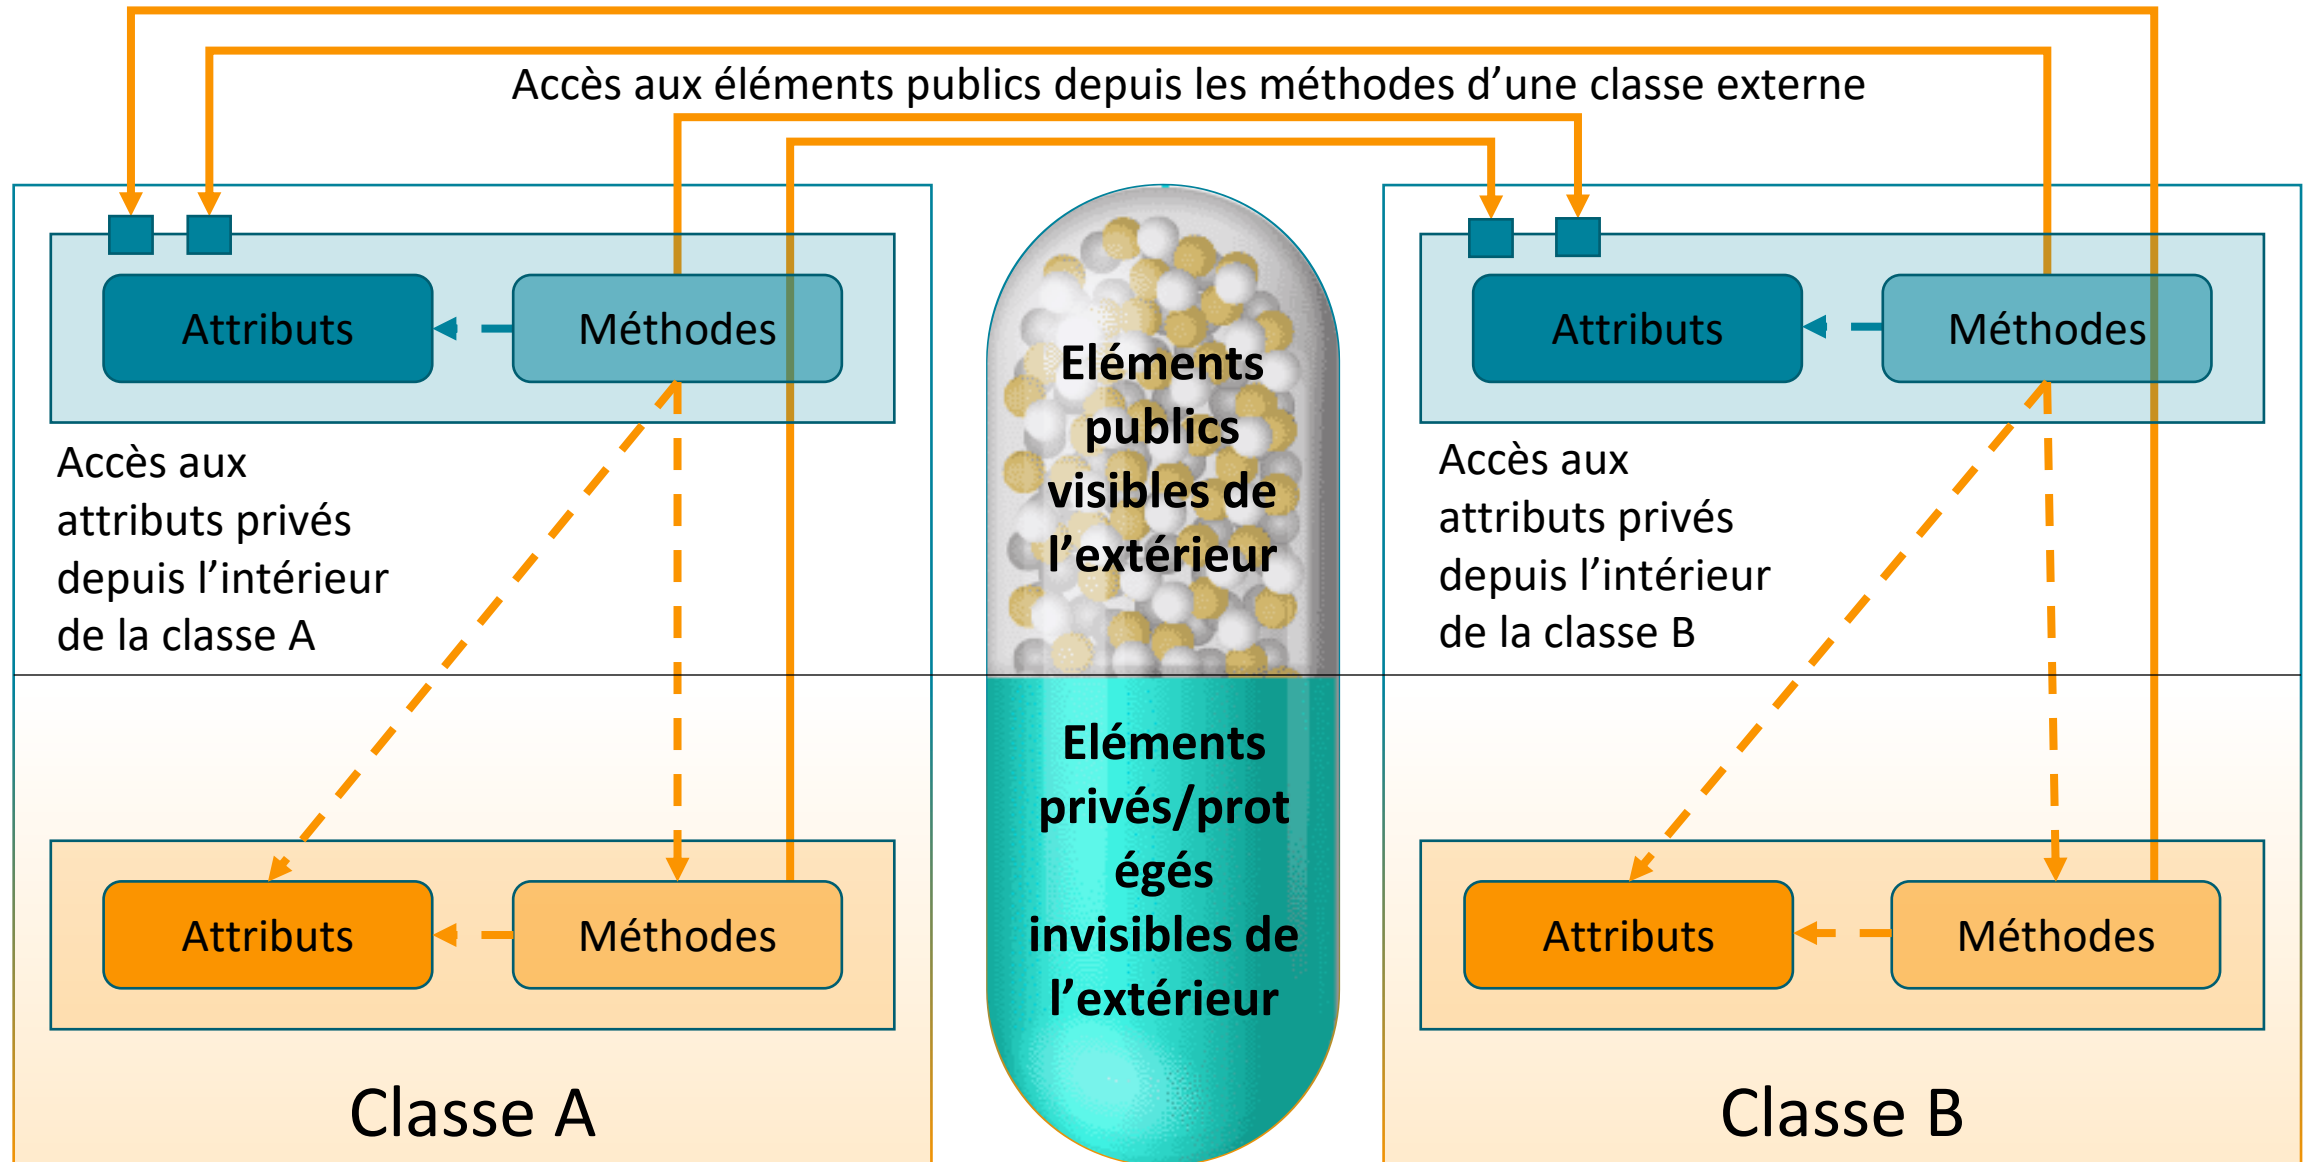 Accès aux éléments publics depuis les méthodes d’une classe externe
Attributs
Méthodes
Accès aux
attributs privés
depuis l’intérieur
de la classe A
Attributs
Méthodes
Classe A
Eléments
publics
visibles de
l’extérieur
Eléments
privés/prot
égés
invisibles de
l’extérieur
Attributs
Méthodes
Accès aux
attributs privés
depuis l’intérieur
de la classe B
Attributs
Méthodes
Classe B